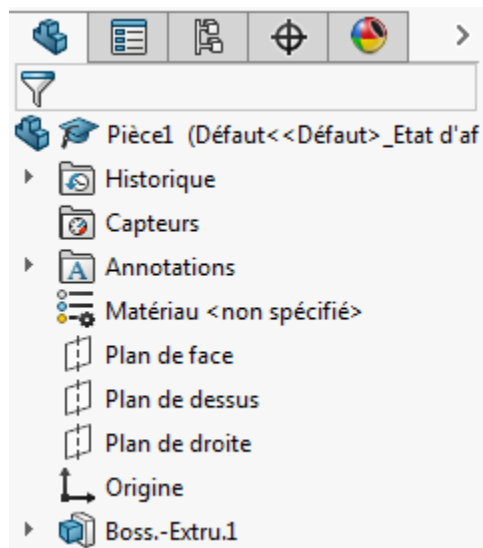 Pièce1 (Défaut<<Défaut>_Etat d'af
Historique
Capteurs
A Annotations
Matériau <non spécifié>
Plan de face
Plan de dessus
Plan de droite
Origine
Boss.-Extru.1